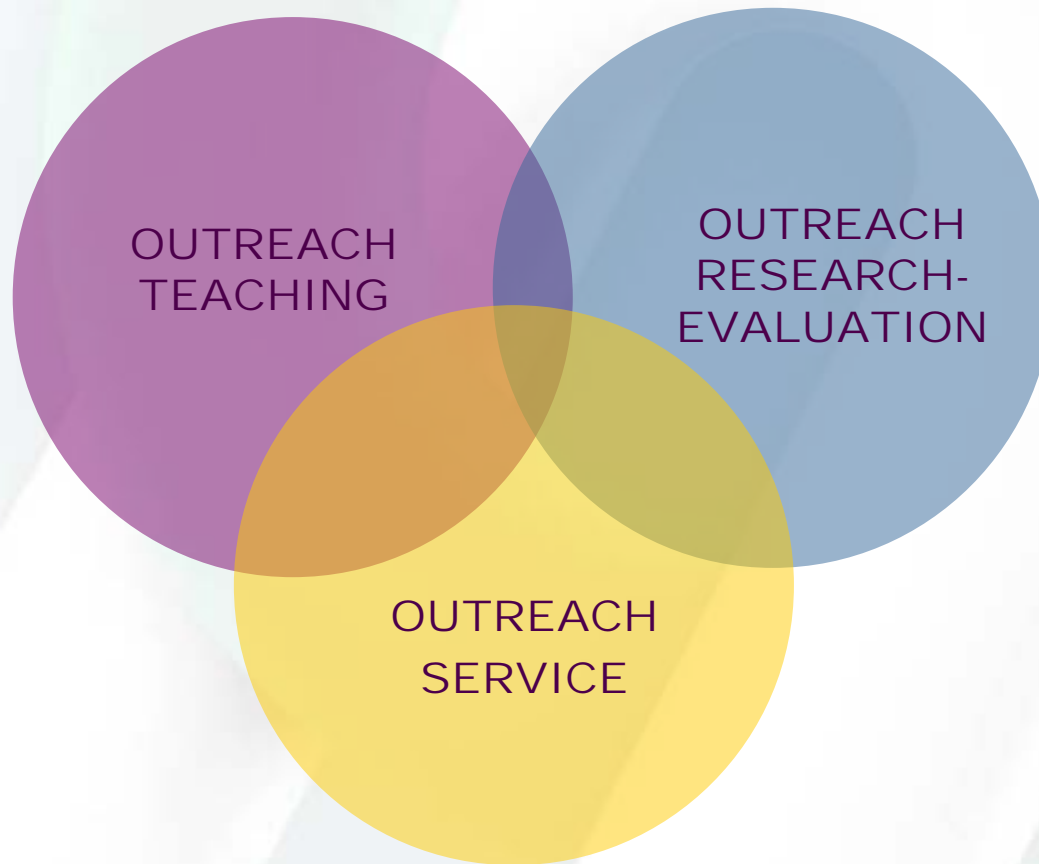 OUTREACH
TEACHING
OUTREACH
RESEARCH-
EVALUATION
OUTREACH
SERVICE